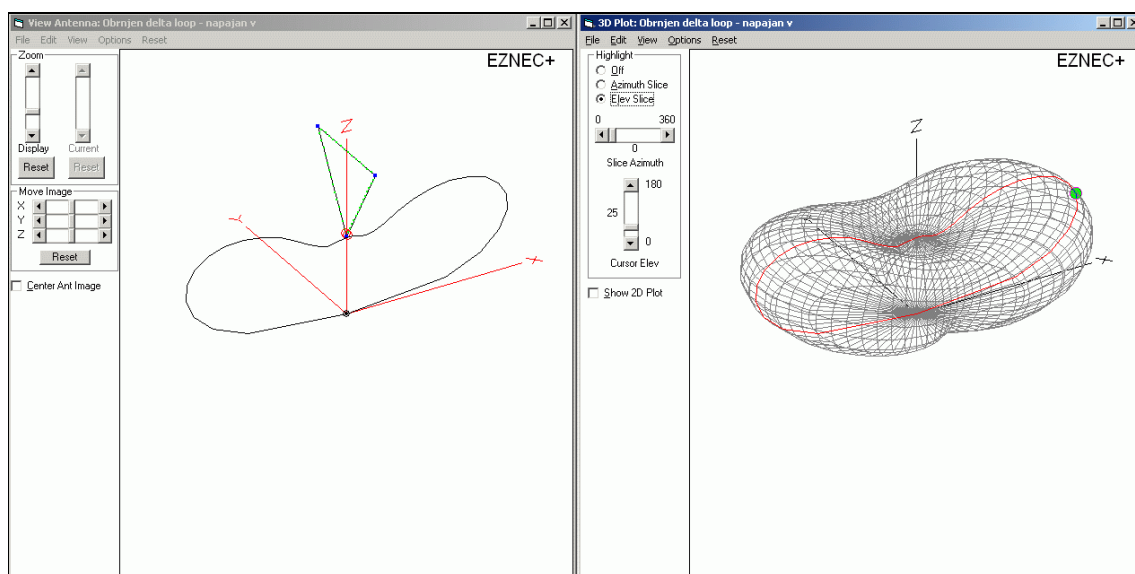 View Antenna: Obrnjen delta loop - napajan v
File Edit View Options Reset
Zoom
Display Current
Reset Reset
Move Image
X
Y
Z
Reset
Center Ant Image
EZNEC+
Z
Y
X
3D Plot: Obrnjen delta loop - napajan v
File Edit View Options Reset
Highlight
Off
Azimuth Slice
Elev Slice
0 360
0
Slice Azimuth
180
25
0
Cursor Elev
Show 2D Plot
EZNEC+
Z
Y
X